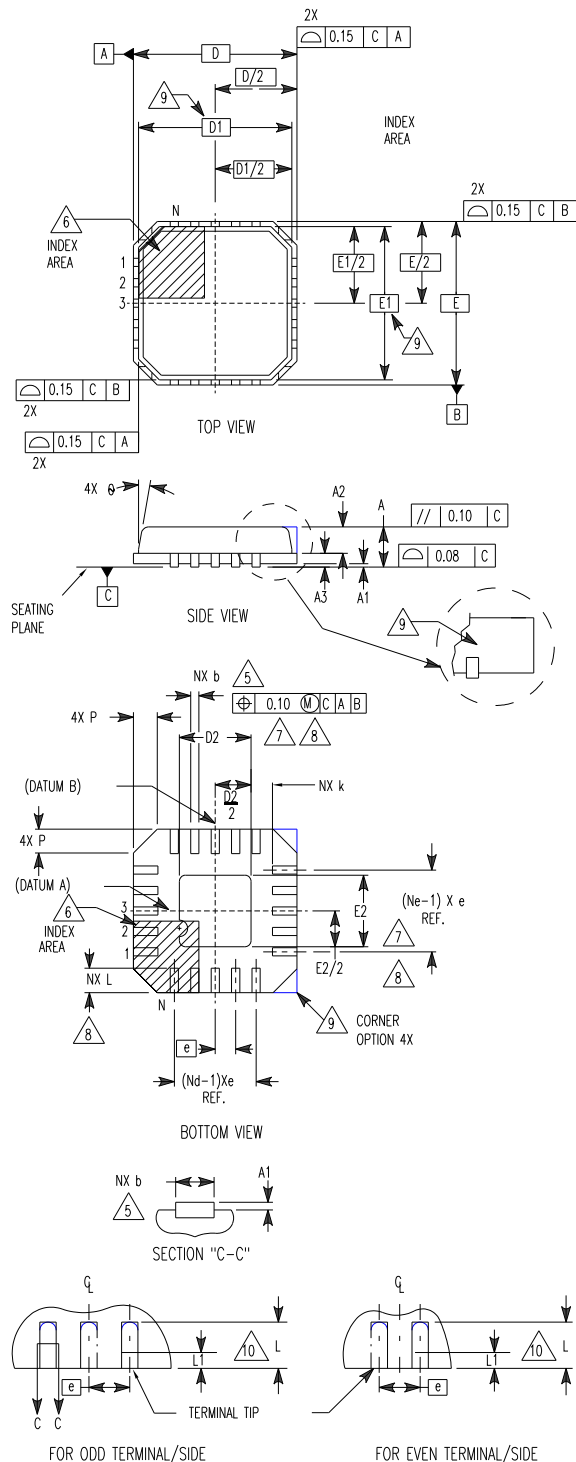 2X
A
D
0.15 C A
D/2
9
D1
INDEX
AREA
D1/2
2X
0.15 C B
6
N
INDEX
AREA
1
2
3
E1/2
E/2
E1
E
9
0.15 C B
2X
B
0.15 C A
2X
TOP VIEW
4X θ
A2
A
// 0.10 C
0.08 C
C
A3
A1
SEATING
PLANE
SIDE VIEW
9
NX b
5
0.10 M C A B
4X P
D2
7
8
(DATUM B)
D2
2
NX k
4X P
(DATUM A)
6
INDEX
AREA
3
2
1
E2
(Ne-1) X e
REF.
7
E2/2
8
NX L
8
N
9
CORNER
OPTION 4X
e
(Nd-1)Xe
REF.
BOTTOM VIEW
NX b
A1
5
SECTION "C-C"
CL
CL
10
L
L1
10
L
L1
e
e
C C
TERMINAL TIP
FOR ODD TERMINAL/SIDE
FOR EVEN TERMINAL/SIDE